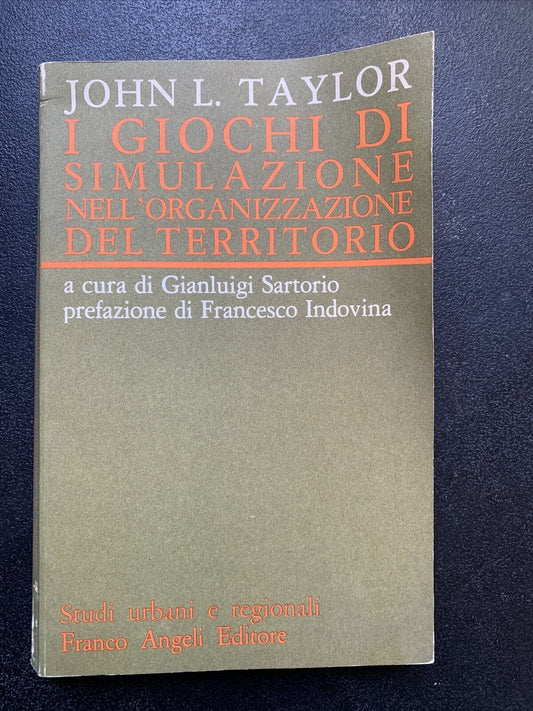 JOHN L. TAYLOR
I GIOCHI DI
SIMULAZIONE
NELL'ORGANIZZAZIONE
DEL TERRITORIO
a cura di Gianluigi Sartorio
prefazione di Francesco Indovina
Studi urbani e regionali
Franco Angeli Editore